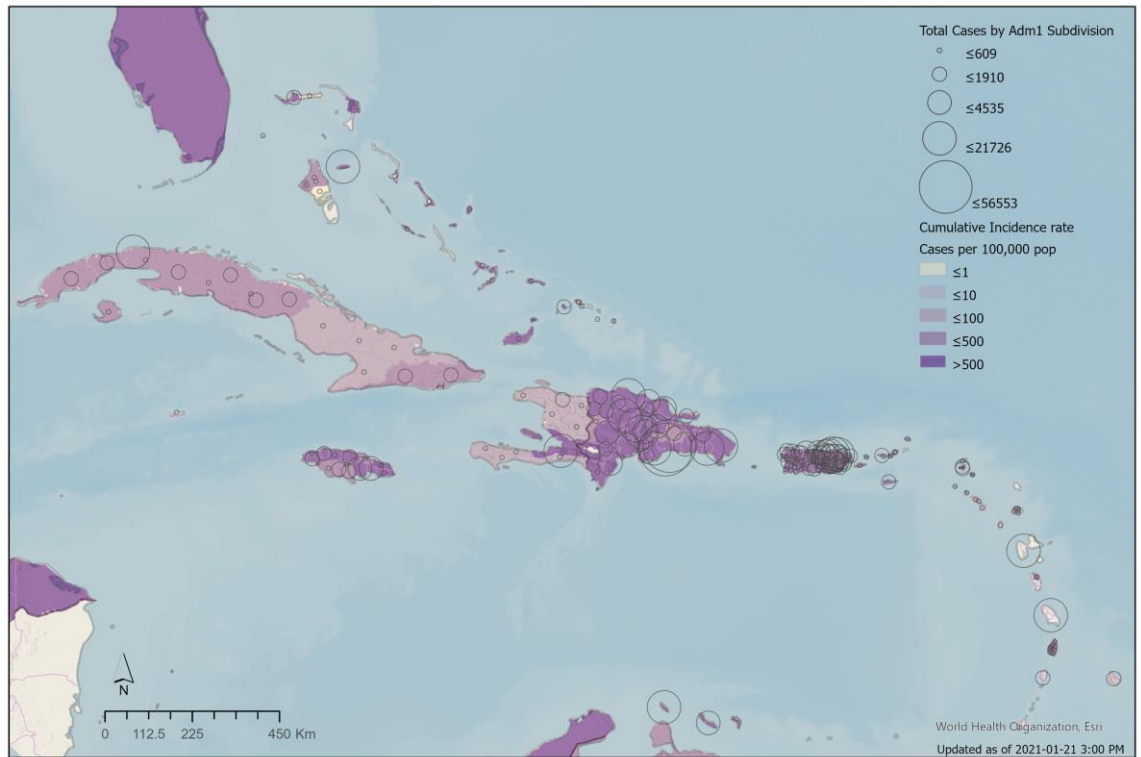 Total Cases by Adm1 Subdivision
≤609
≤1910
≤4535
≤21726
≤56553
Cumulative Incidence rate
Cases per 100,000 pop
≤1
≤10
≤100
≤500
>500
N
0 112.5 225 450 Km
World Health Organization, Esri
Updated as of 2021-01-21 3:00 PM